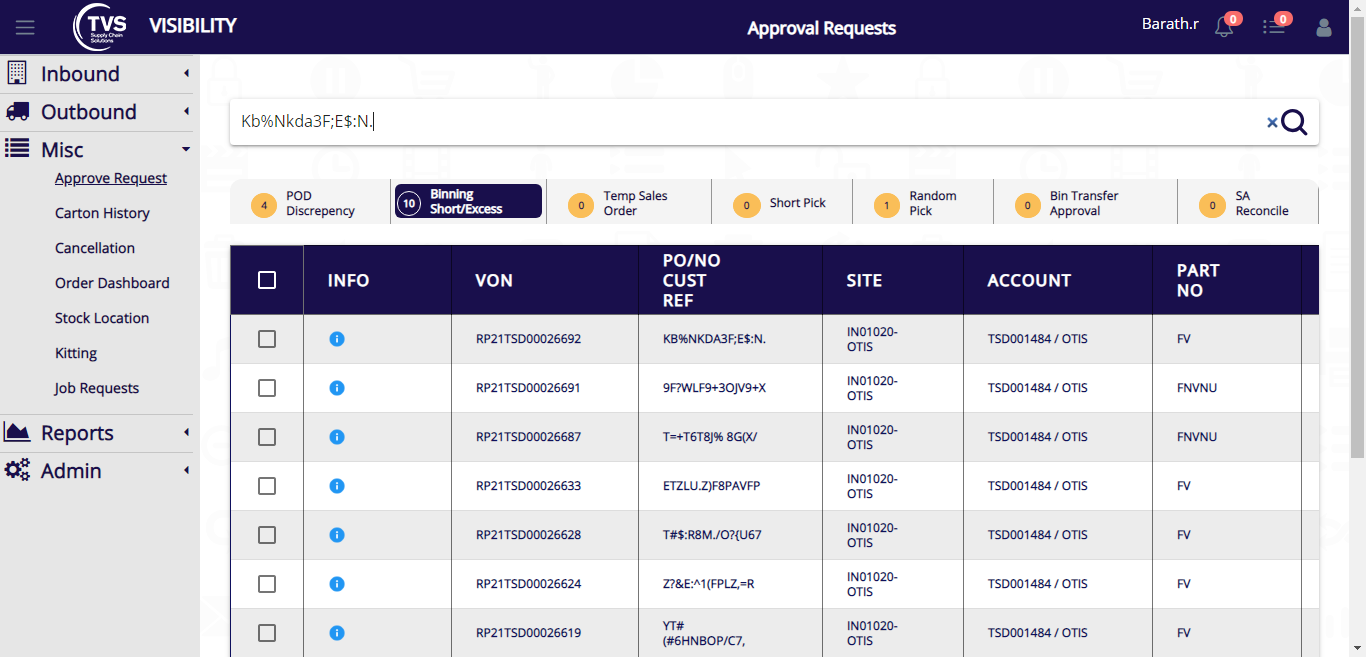 TVS
Supply Chain
Solutions
VISIBILITY
Approval Requests
Barath.r
0
0
Inbound
Outbound
Misc
Approve Request
Carton History
Cancellation
Order Dashboard
Stock Location
Kitting
Job Requests
Reports
Admin
Kb%Nkda3F;E$:N.
4 POD
Discrepency
10 Binning
Short/Excess
0 Temp Sales
Order
0 Short Pick
1 Random
Pick
0 Bin Transfer
Approval
0 SA
Reconcile
INFO
VON
PO/NO
CUST
REF
SITE
ACCOUNT
PART
NO
RP21TSD00026692
KB%NKDA3F;E$:N.
IN01020-
OTIS
TSD001484 / OTIS
FV
RP21TSD00026691
9F?WLF9+3OJV9+X
IN01020-
OTIS
TSD001484 / OTIS
FNVNU
RP21TSD00026687
T=+T6T8J% 8G(X/
IN01020-
OTIS
TSD001484 / OTIS
FNVNU
RP21TSD00026633
ETZLU.Z)F8PAVFP
IN01020-
OTIS
TSD001484 / OTIS
FV
RP21TSD00026628
T#$:R8M./O?{U67
IN01020-
OTIS
TSD001484 / OTIS
FV
RP21TSD00026624
Z?&E:^1(FPLZ,=R
IN01020-
OTIS
TSD001484 / OTIS
FV
RP21TSD00026619
YT#
(#6HNBOP/C7,
IN01020-
OTIS
TSD001484 / OTIS
FV